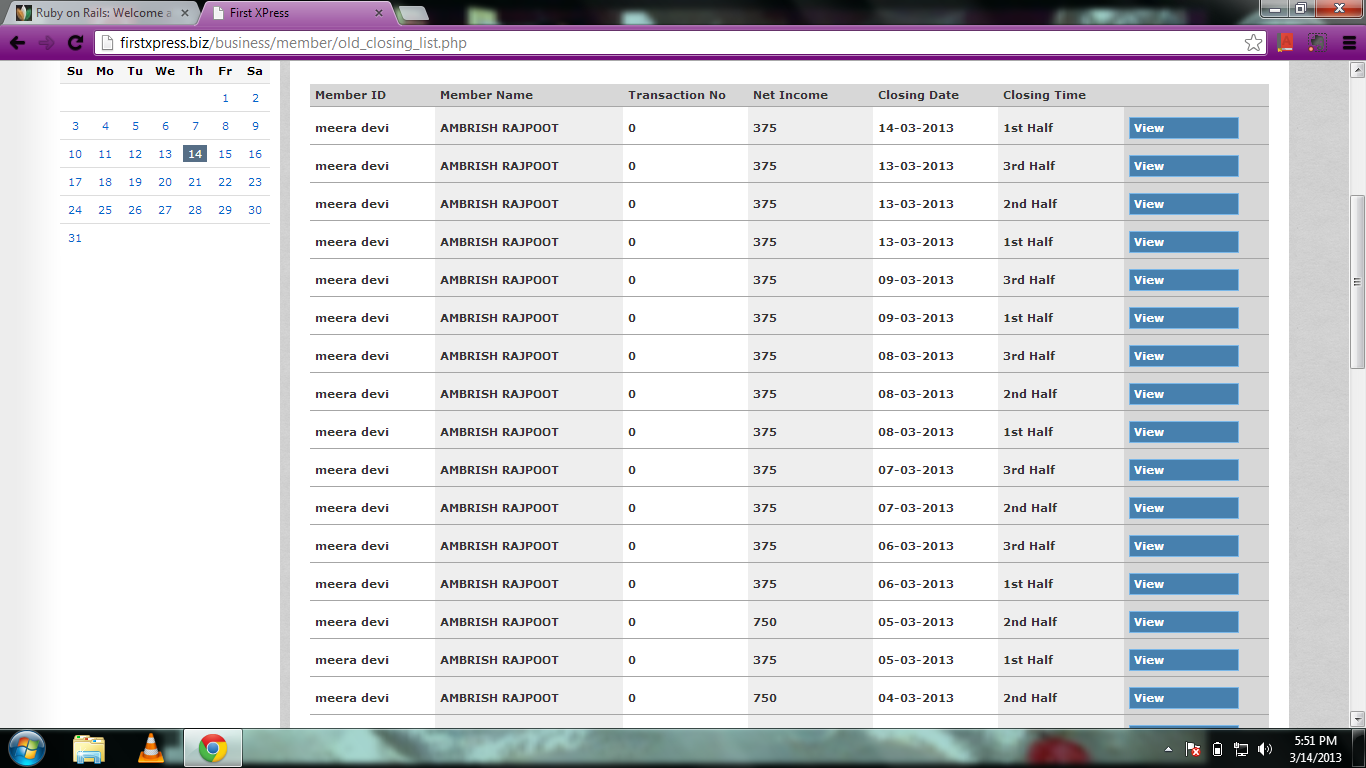 Ruby on Rails: Welcome a
First XPress
firstxpress.biz/business/member/old_closing_list.php
Su Mo Tu We Th Fr Sa
1 2
3 4 5 6 7 8 9
10 11 12 13 14 15 16
17 18 19 20 21 22 23
24 25 26 27 28 29 30
31
Member ID Member Name Transaction No Net Income Closing Date Closing Time
meera devi AMBRISH RAJPOOT 0 375 14-03-2013 1st Half View
meera devi AMBRISH RAJPOOT 0 375 13-03-2013 3rd Half View
meera devi AMBRISH RAJPOOT 0 375 13-03-2013 2nd Half View
meera devi AMBRISH RAJPOOT 0 375 13-03-2013 1st Half View
meera devi AMBRISH RAJPOOT 0 375 09-03-2013 3rd Half View
meera devi AMBRISH RAJPOOT 0 375 09-03-2013 1st Half View
meera devi AMBRISH RAJPOOT 0 375 08-03-2013 3rd Half View
meera devi AMBRISH RAJPOOT 0 375 08-03-2013 2nd Half View
meera devi AMBRISH RAJPOOT 0 375 08-03-2013 1st Half View
meera devi AMBRISH RAJPOOT 0 375 07-03-2013 3rd Half View
meera devi AMBRISH RAJPOOT 0 375 07-03-2013 2nd Half View
meera devi AMBRISH RAJPOOT 0 375 06-03-2013 3rd Half View
meera devi AMBRISH RAJPOOT 0 375 06-03-2013 1st Half View
meera devi AMBRISH RAJPOOT 0 750 05-03-2013 2nd Half View
meera devi AMBRISH RAJPOOT 0 375 05-03-2013 1st Half View
meera devi AMBRISH RAJPOOT 0 750 04-03-2013 2nd Half View
5:51 PM
3/14/2013